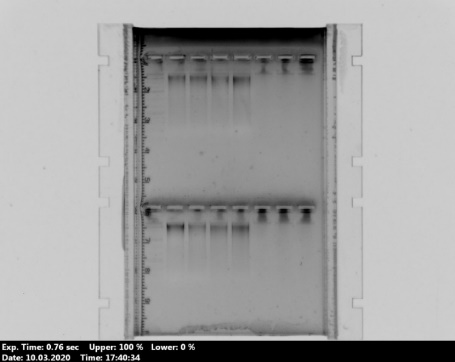 Exp. Time: 0.76 sec Upper: 100 % Lower: 0 %
Date: 10.03.2020 Time: 17:40:34